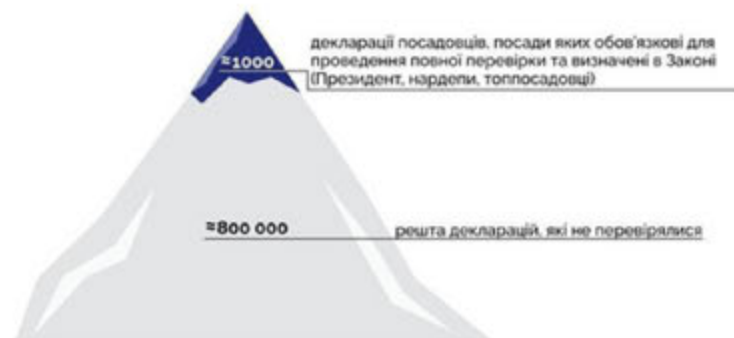 декларації посадовців, посади яких обов'язкові для
≈1000 проведення повної перевірки та визначені в Законі
(Президент, нардепи, топпосадовці)
≈800 000 решта декларацій, які не перевірялися